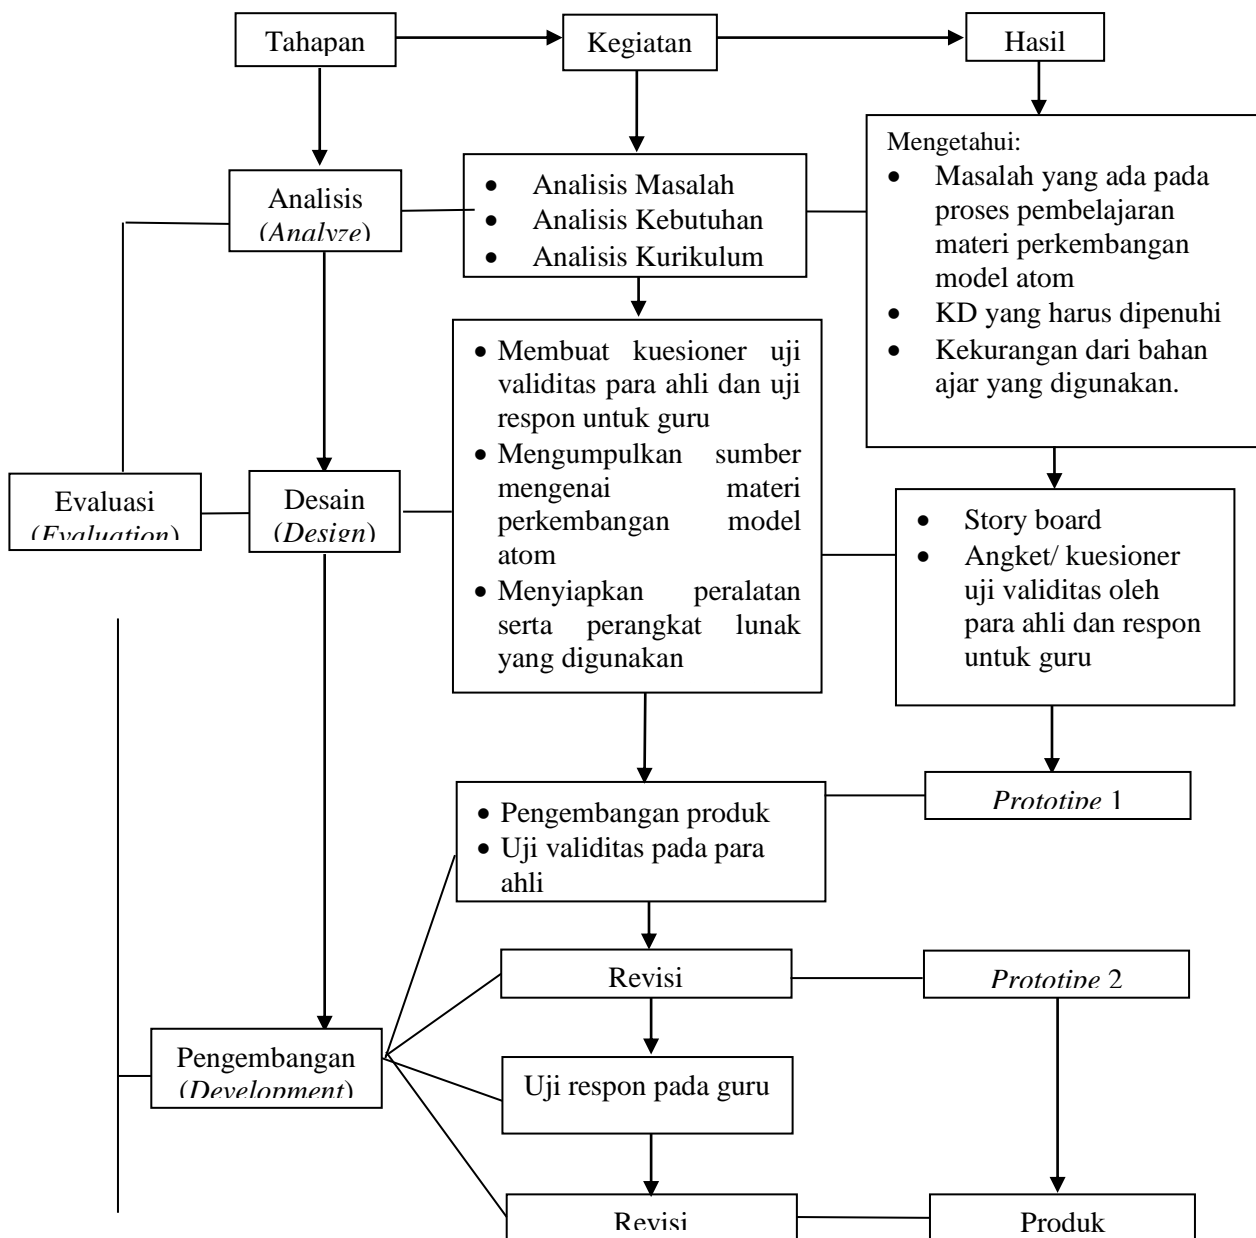 Tahapan
Kegiatan
Hasil
Analisis
(Analyze)
• Analisis Masalah
• Analisis Kebutuhan
• Analisis Kurikulum
Mengetahui:
• Masalah yang ada pada
proses pembelajaran
materi perkembangan
model atom
• KD yang harus dipenuhi
• Kekurangan dari bahan
ajar yang digunakan.
Evaluasi
(Evaluation)
Desain
(Design)
• Membuat kuesioner uji
validitas para ahli dan uji
respon untuk guru
• Mengumpulkan sumber
mengenai materi
perkembangan model
atom
• Menyiapkan peralatan
serta perangkat lunak
yang digunakan
• Story board
• Angket/ kuesioner
uji validitas oleh
para ahli dan respon
untuk guru
• Pengembangan produk
• Uji validitas pada para
ahli
Prototipe 1
Revisi
Prototipe 2
Pengembangan
(Development)
Uji respon pada guru
Revisi
Produk